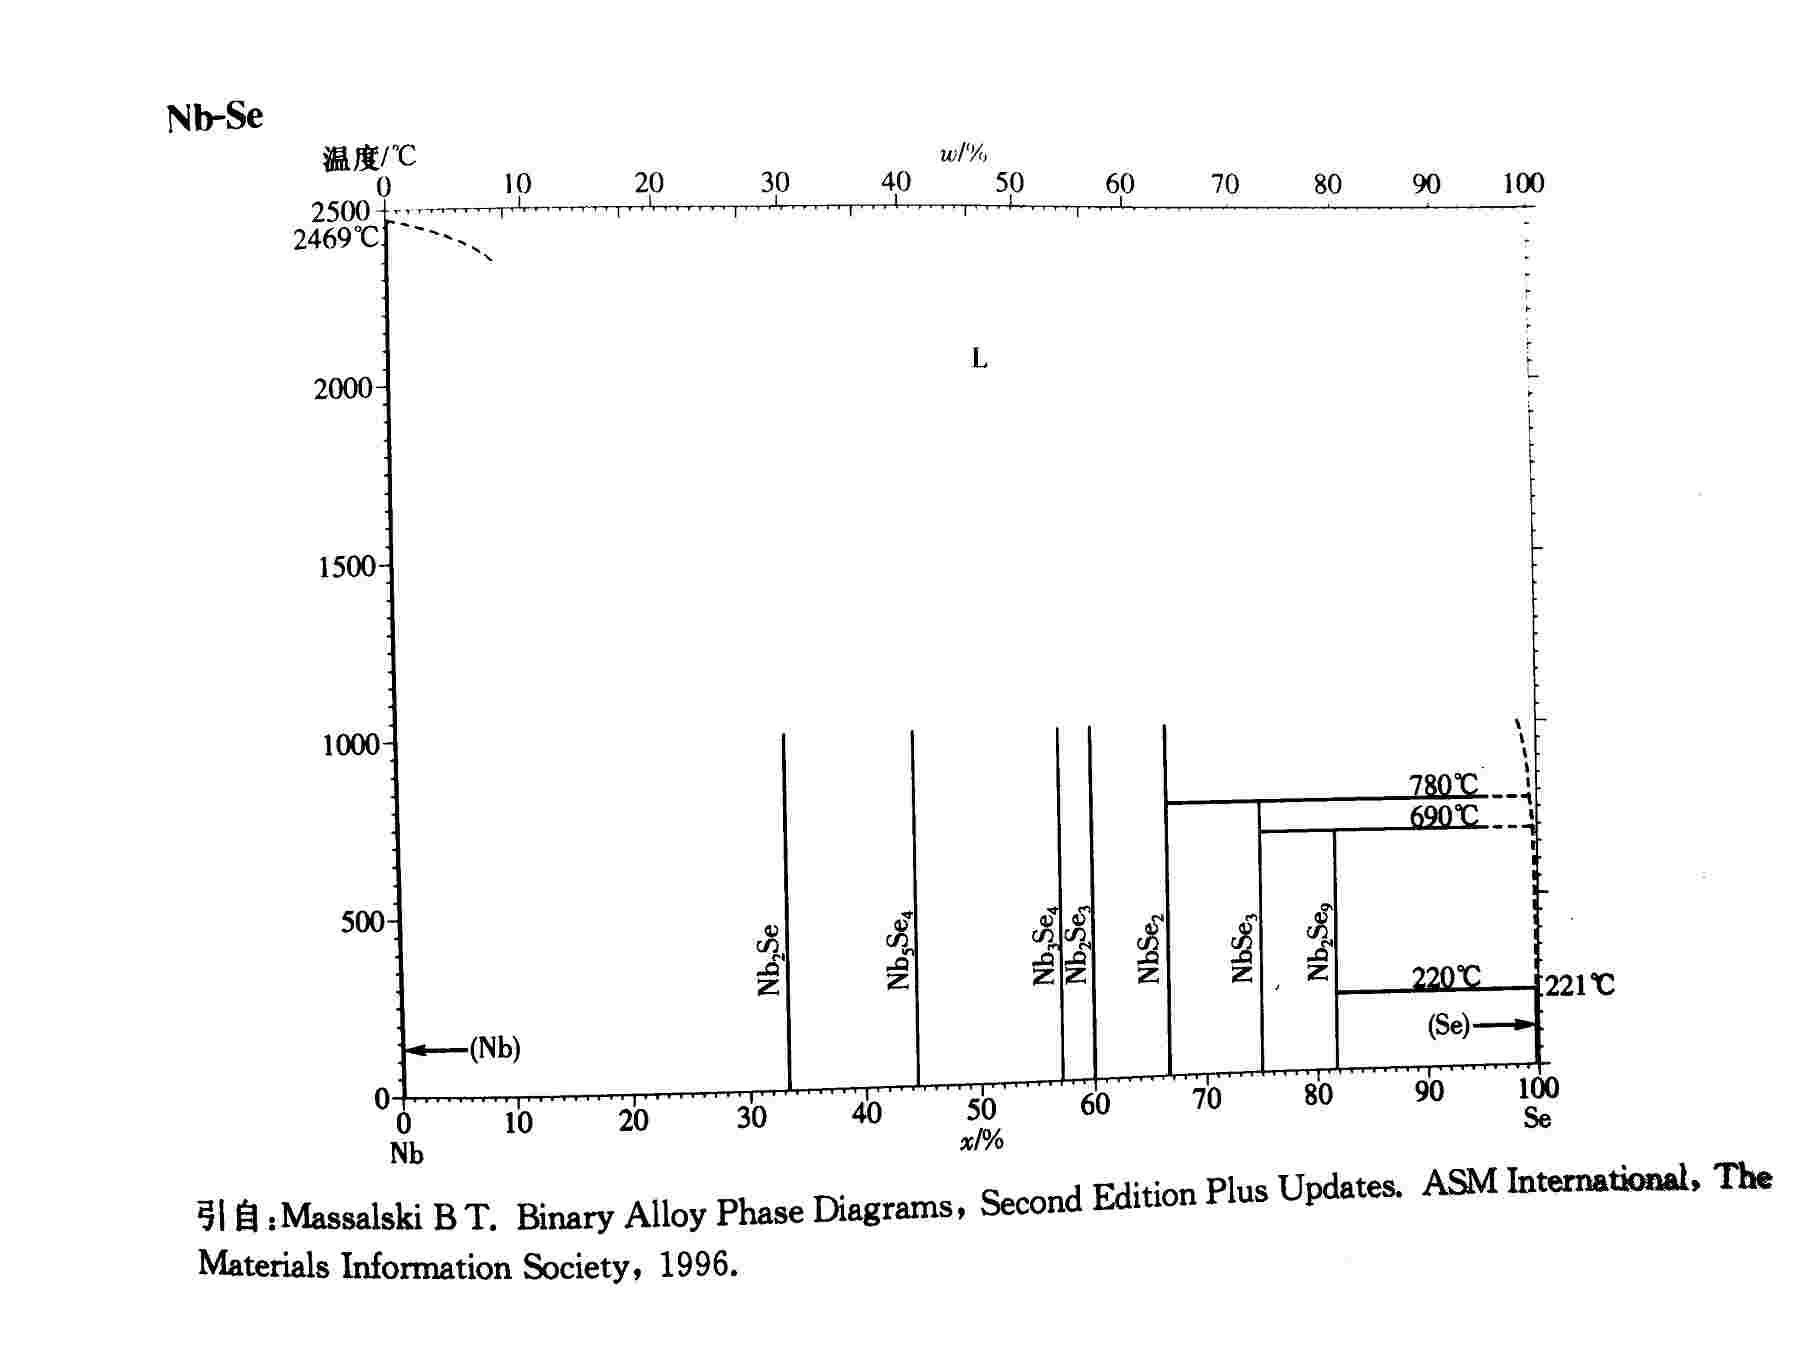 Nb-Se
温度/℃
w/%
0 10 20 30 40 50 60 70 80 90 100
2500
2469℃
L
2000
1500
1000
780℃
690℃
500
Nb₂Se
Nb₅Se₄
Nb₃Se₄
Nb₂Se₃
NbSe₂
NbSe₃
Nb₂Se₉
220℃
221℃
(Se)
(Nb)
0
0 10 20 30 40 50 60 70 80 90 100
Nb
x/%
Se
引自:Massalski B T. Binary Alloy Phase Diagrams, Second Edition Plus Updates. ASM International, The
Materials Information Society, 1996.